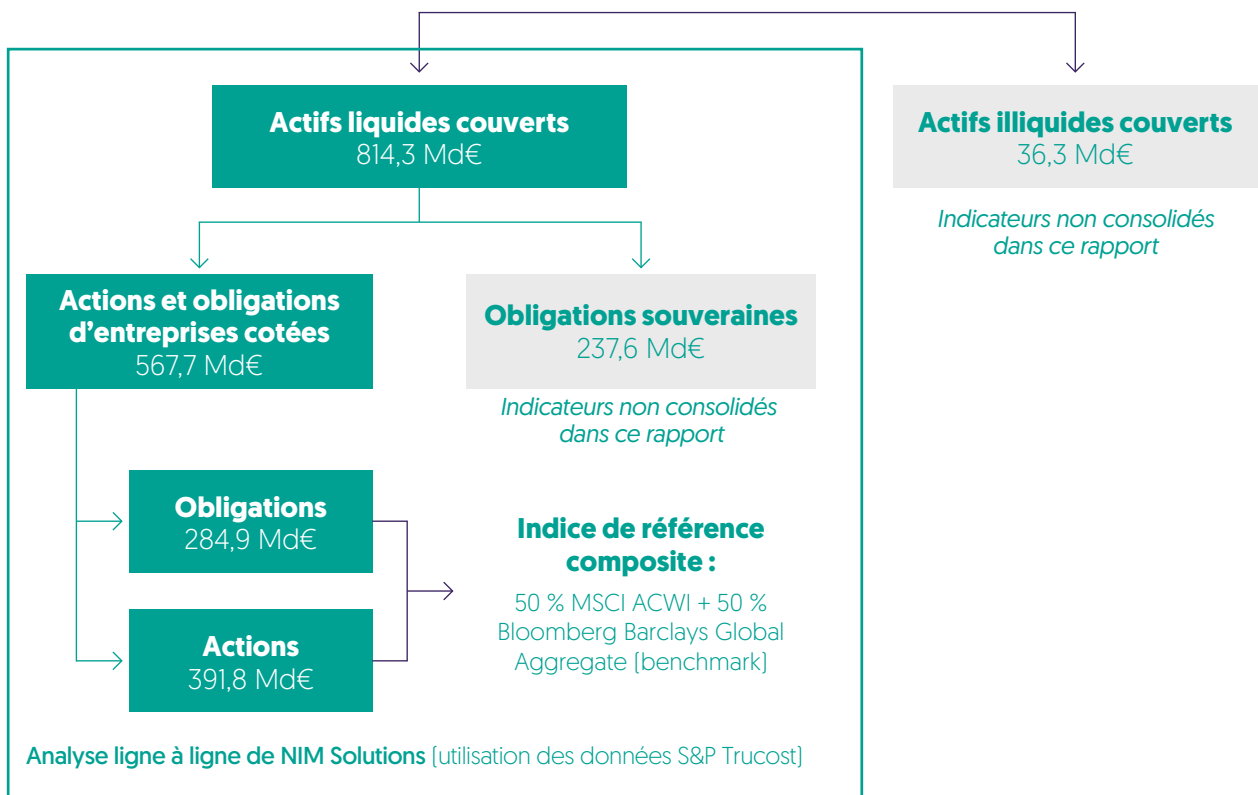 Actifs liquides couverts
814,3 Md€
Actifs illiquides couverts
36,3 Md€
Indicateurs non consolidés
dans ce rapport
Actions et obligations
d’entreprises cotées
567,7 Md€
Obligations souveraines
237,6 Md€
Indicateurs non consolidés
dans ce rapport
Obligations
284,9 Md€
Actions
391,8 Md€
Indice de référence
composite :
50 % MSCI ACWI + 50 %
Bloomberg Barclays Global
Aggregate (benchmark)
Analyse ligne à ligne de NIM Solutions (utilisation des données S&P Trucost)